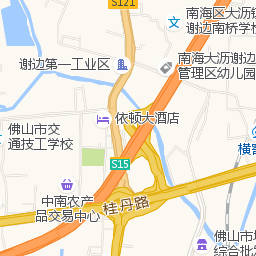 S121
南海区大沥镇
谢边南桥学校
谢边第一工业区
南海大沥谢边
管理区幼儿园
依顿大酒店
佛山市交
通技工学校
横窖
S15
中南农产
品交易中心
桂丹路
佛山市
综合批